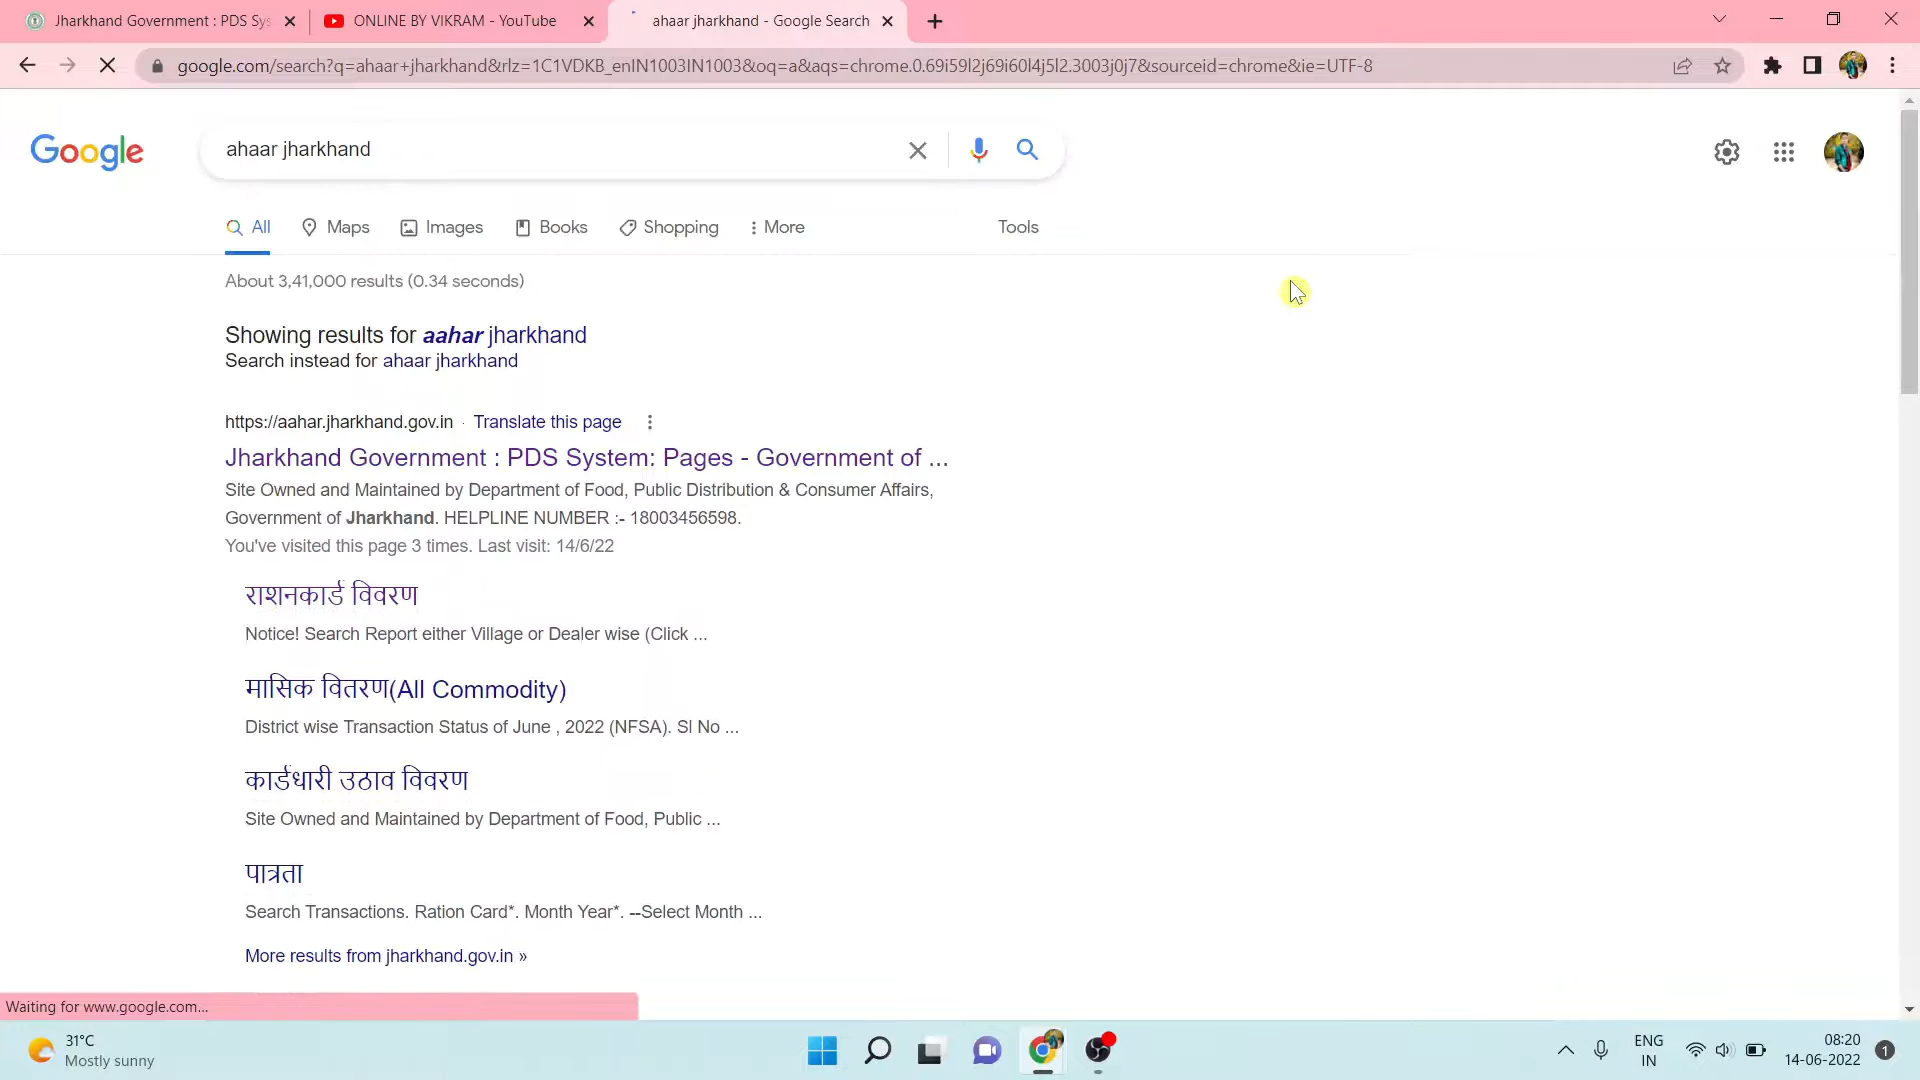 Jharkhand Government : PDS Sys
ONLINE BY VIKRAM - YouTube
ahaar jharkhand - Google Search
google.com/search?q=ahaar+jharkhand&rlz=1C1VDKB_enIN1003IN1003&oq=a&aqs=chrome.0.69i59l2j69i60l4j5l2.3003j0j7&sourceid=chrome&ie=UTF-8
Google
ahaar jharkhand
All Maps Images Books Shopping More Tools
About 3,41,000 results (0.34 seconds)
Showing results for aahar jharkhand
Search instead for ahaar jharkhand
https://aahar.jharkhand.gov.in · Translate this page
Jharkhand Government : PDS System: Pages - Government of ...
Site Owned and Maintained by Department of Food, Public Distribution & Consumer Affairs,
Government of Jharkhand. HELPLINE NUMBER :- 18003456598.
You've visited this page 3 times. Last visit: 14/6/22
राशनकार्ड विवरण
Notice! Search Report either Village or Dealer wise (Click ...
मासिक वितरण(All Commodity)
District wise Transaction Status of June , 2022 (NFSA). Sl No ...
कार्डधारी उठाव विवरण
Site Owned and Maintained by Department of Food, Public ...
पात्रता
Search Transactions. Ration Card*. Month Year*. --Select Month ...
More results from jharkhand.gov.in »
Waiting for www.google.com...
31°C
Mostly sunny
ENG
IN
08:20
14-06-2022
1